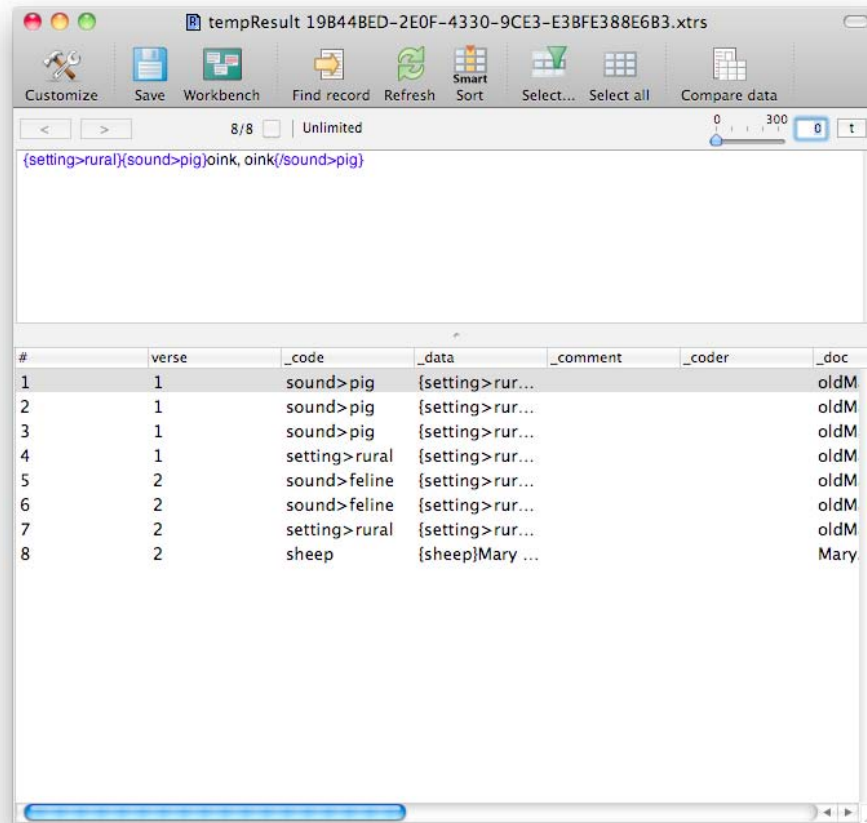 tempResult 19B44BED-2E0F-4330-9CE3-E3BFE388E6B3.xtrs
Customize Save Workbench Find record Refresh Smart Sort Select... Select all Compare data
< > 8/8 Unlimited 0 300 0 t
{setting>rural}{sound>pig}oink, oink{/sound>pig}
# verse _code _data _comment _coder _doc
1 1 sound>pig {setting>rur... oldM
2 1 sound>pig {setting>rur... oldM
3 1 sound>pig {setting>rur... oldM
4 1 setting>rural {setting>rur... oldM
5 2 sound>feline {setting>rur... oldM
6 2 sound>feline {setting>rur... oldM
7 2 setting>rural {setting>rur... oldM
8 2 sheep {sheep}Mary ... Mary